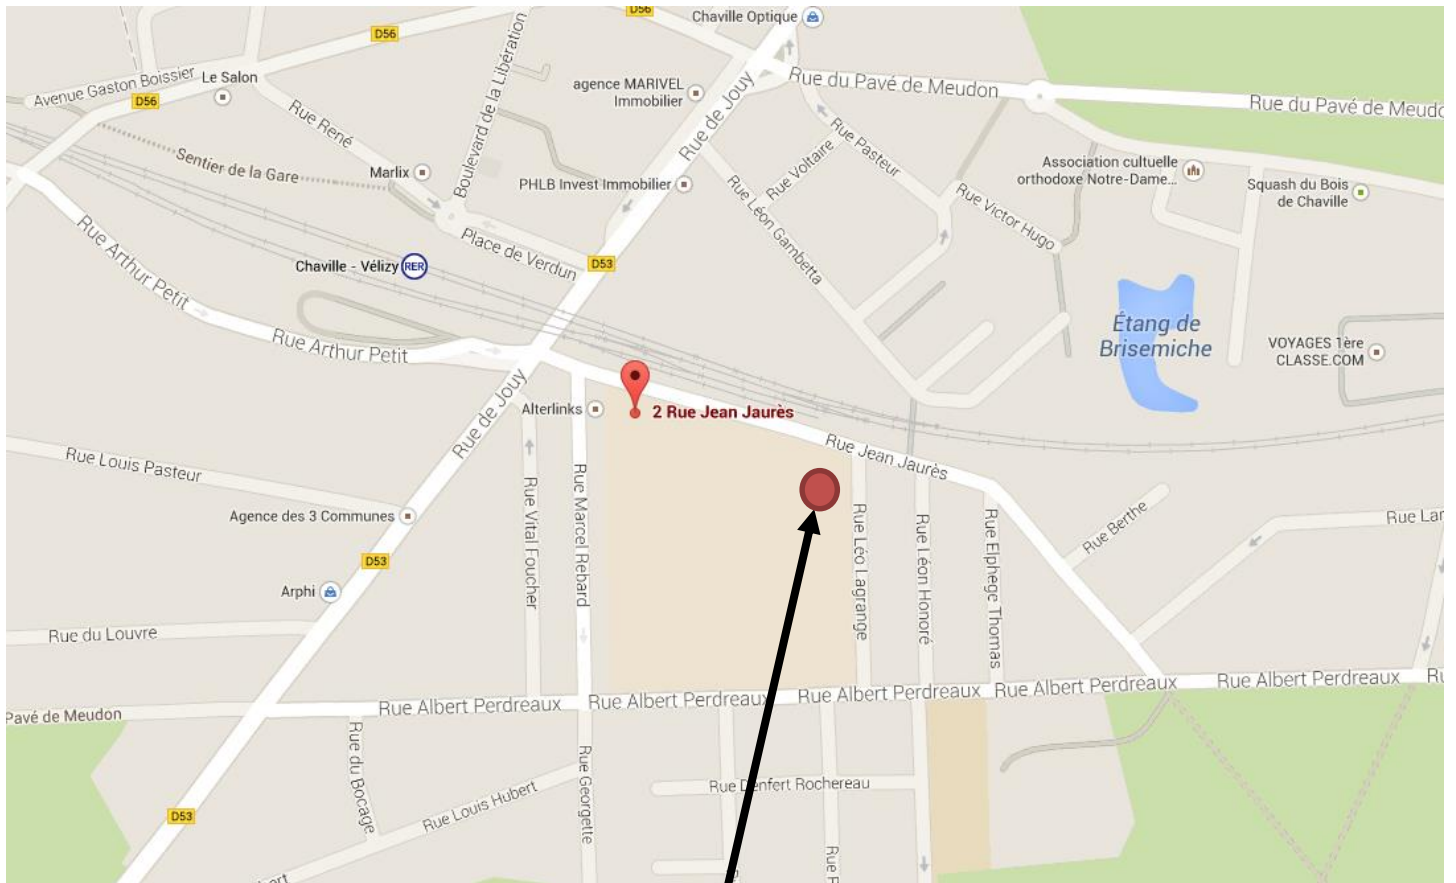 Chaville Optique
D56
D56
Avenue Gaston Boissier
Le Salon
D56
Boulevard de la Libération
agence MARIVEL
Immobilier
Rue de Jouy
Rue du Pavé de Meudon
Rue du Pavé de Meudo
Rue René
Sentier de la Gare
Marlix
PHLB Invest Immobilier
Rue Voltaire
Rue Pasteur
Association cultuelle
orthodoxe Notre-Dame...
Squash du Bois
de Chaville
Rue Léon Gambetta
Rue Victor Hugo
Place de Verdun
Rue Arthur Petit
Chaville - Vélizy
RER
D53
Rue Arthur Petit
Étang de
Brisemiche
VOYAGES 1ère
CLASSE.COM
Rue de Jouy
Alterlinks
2 Rue Jean Jaurès
Rue Jean Jaurès
Rue Louis Pasteur
Agence des 3 Communes
Rue Vital Foucher
Rue Marcel Rebard
Rue Léo Lagrange
Rue Léon Honoré
Rue Elphege Thomas
Rue Berthe
Rue Lar
D53
Arphi
Rue du Louvre
Pavé de Meudon
Rue Albert Perdreaux
Rue Albert Perdreaux
Rue Albert Perdreaux
Rue Albert Perdreaux
Rue Albert Perdreaux
Rue du Bocage
Rue Louis Hubert
Rue Georgette
Rue Denfert Rochereau
D53